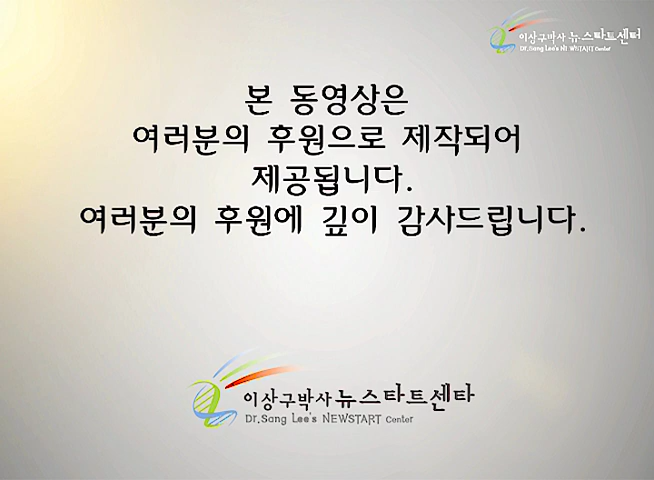 이상구박사 뉴스타트센터
Dr.Sang Lee's NEWSTART Center
본 동영상은
여러분의 후원으로 제작되어
제공됩니다.
여러분의 후원에 깊이 감사드립니다.
이상구박사 뉴스타트센타
Dr.Sang Lee's NEWSTART Center